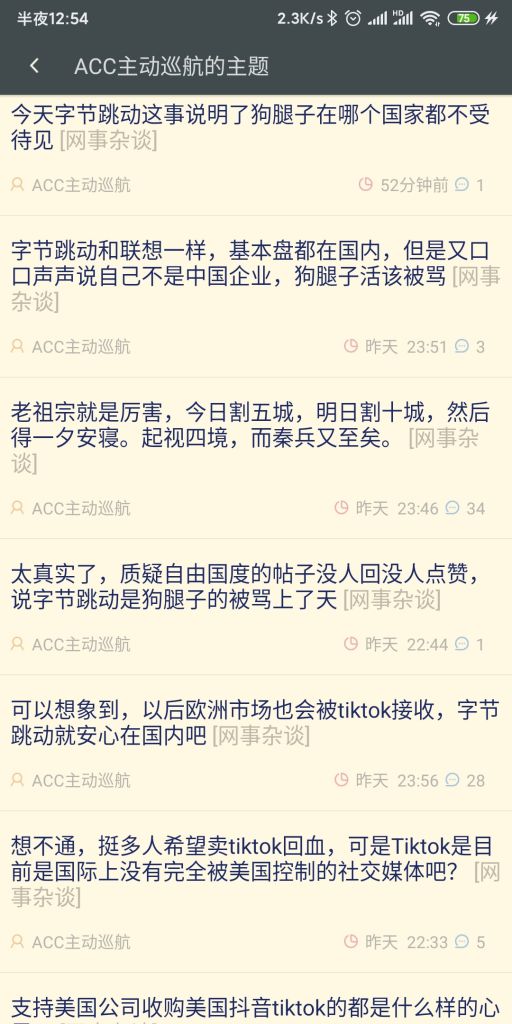 半夜12:54
2.3K/s
HD
75
ACC主动巡航的主题
今天字节跳动这事说明了狗腿子在哪个国家都不受
待见 [网事杂谈]
ACC主动巡航
52分钟前 1
字节跳动和联想一样，基本盘都在国内，但是又口
口声声说自己不是中国企业，狗腿子活该被骂 [网事
杂谈]
ACC主动巡航
昨天 23:51 3
老祖宗就是厉害，今日割五城，明日割十城，然后
得一夕安寝。起视四境，而秦兵又至矣。 [网事杂
谈]
ACC主动巡航
昨天 23:46 34
太真实了，质疑自由国度的帖子没人回没人点赞，
说字节跳动是狗腿子的被骂上了天 [网事杂谈]
ACC主动巡航
昨天 22:44 1
可以想象到，以后欧洲市场也会被tiktok接收，字节
跳动就安心在国内吧 [网事杂谈]
ACC主动巡航
昨天 23:56 28
想不通，挺多人希望卖tiktok回血，可是Tiktok是目
前是国际上没有完全被美国控制的社交媒体吧？ [网
事杂谈]
ACC主动巡航
昨天 22:33 5
支持美国公司收购美国抖音tiktok的都是什么样的心